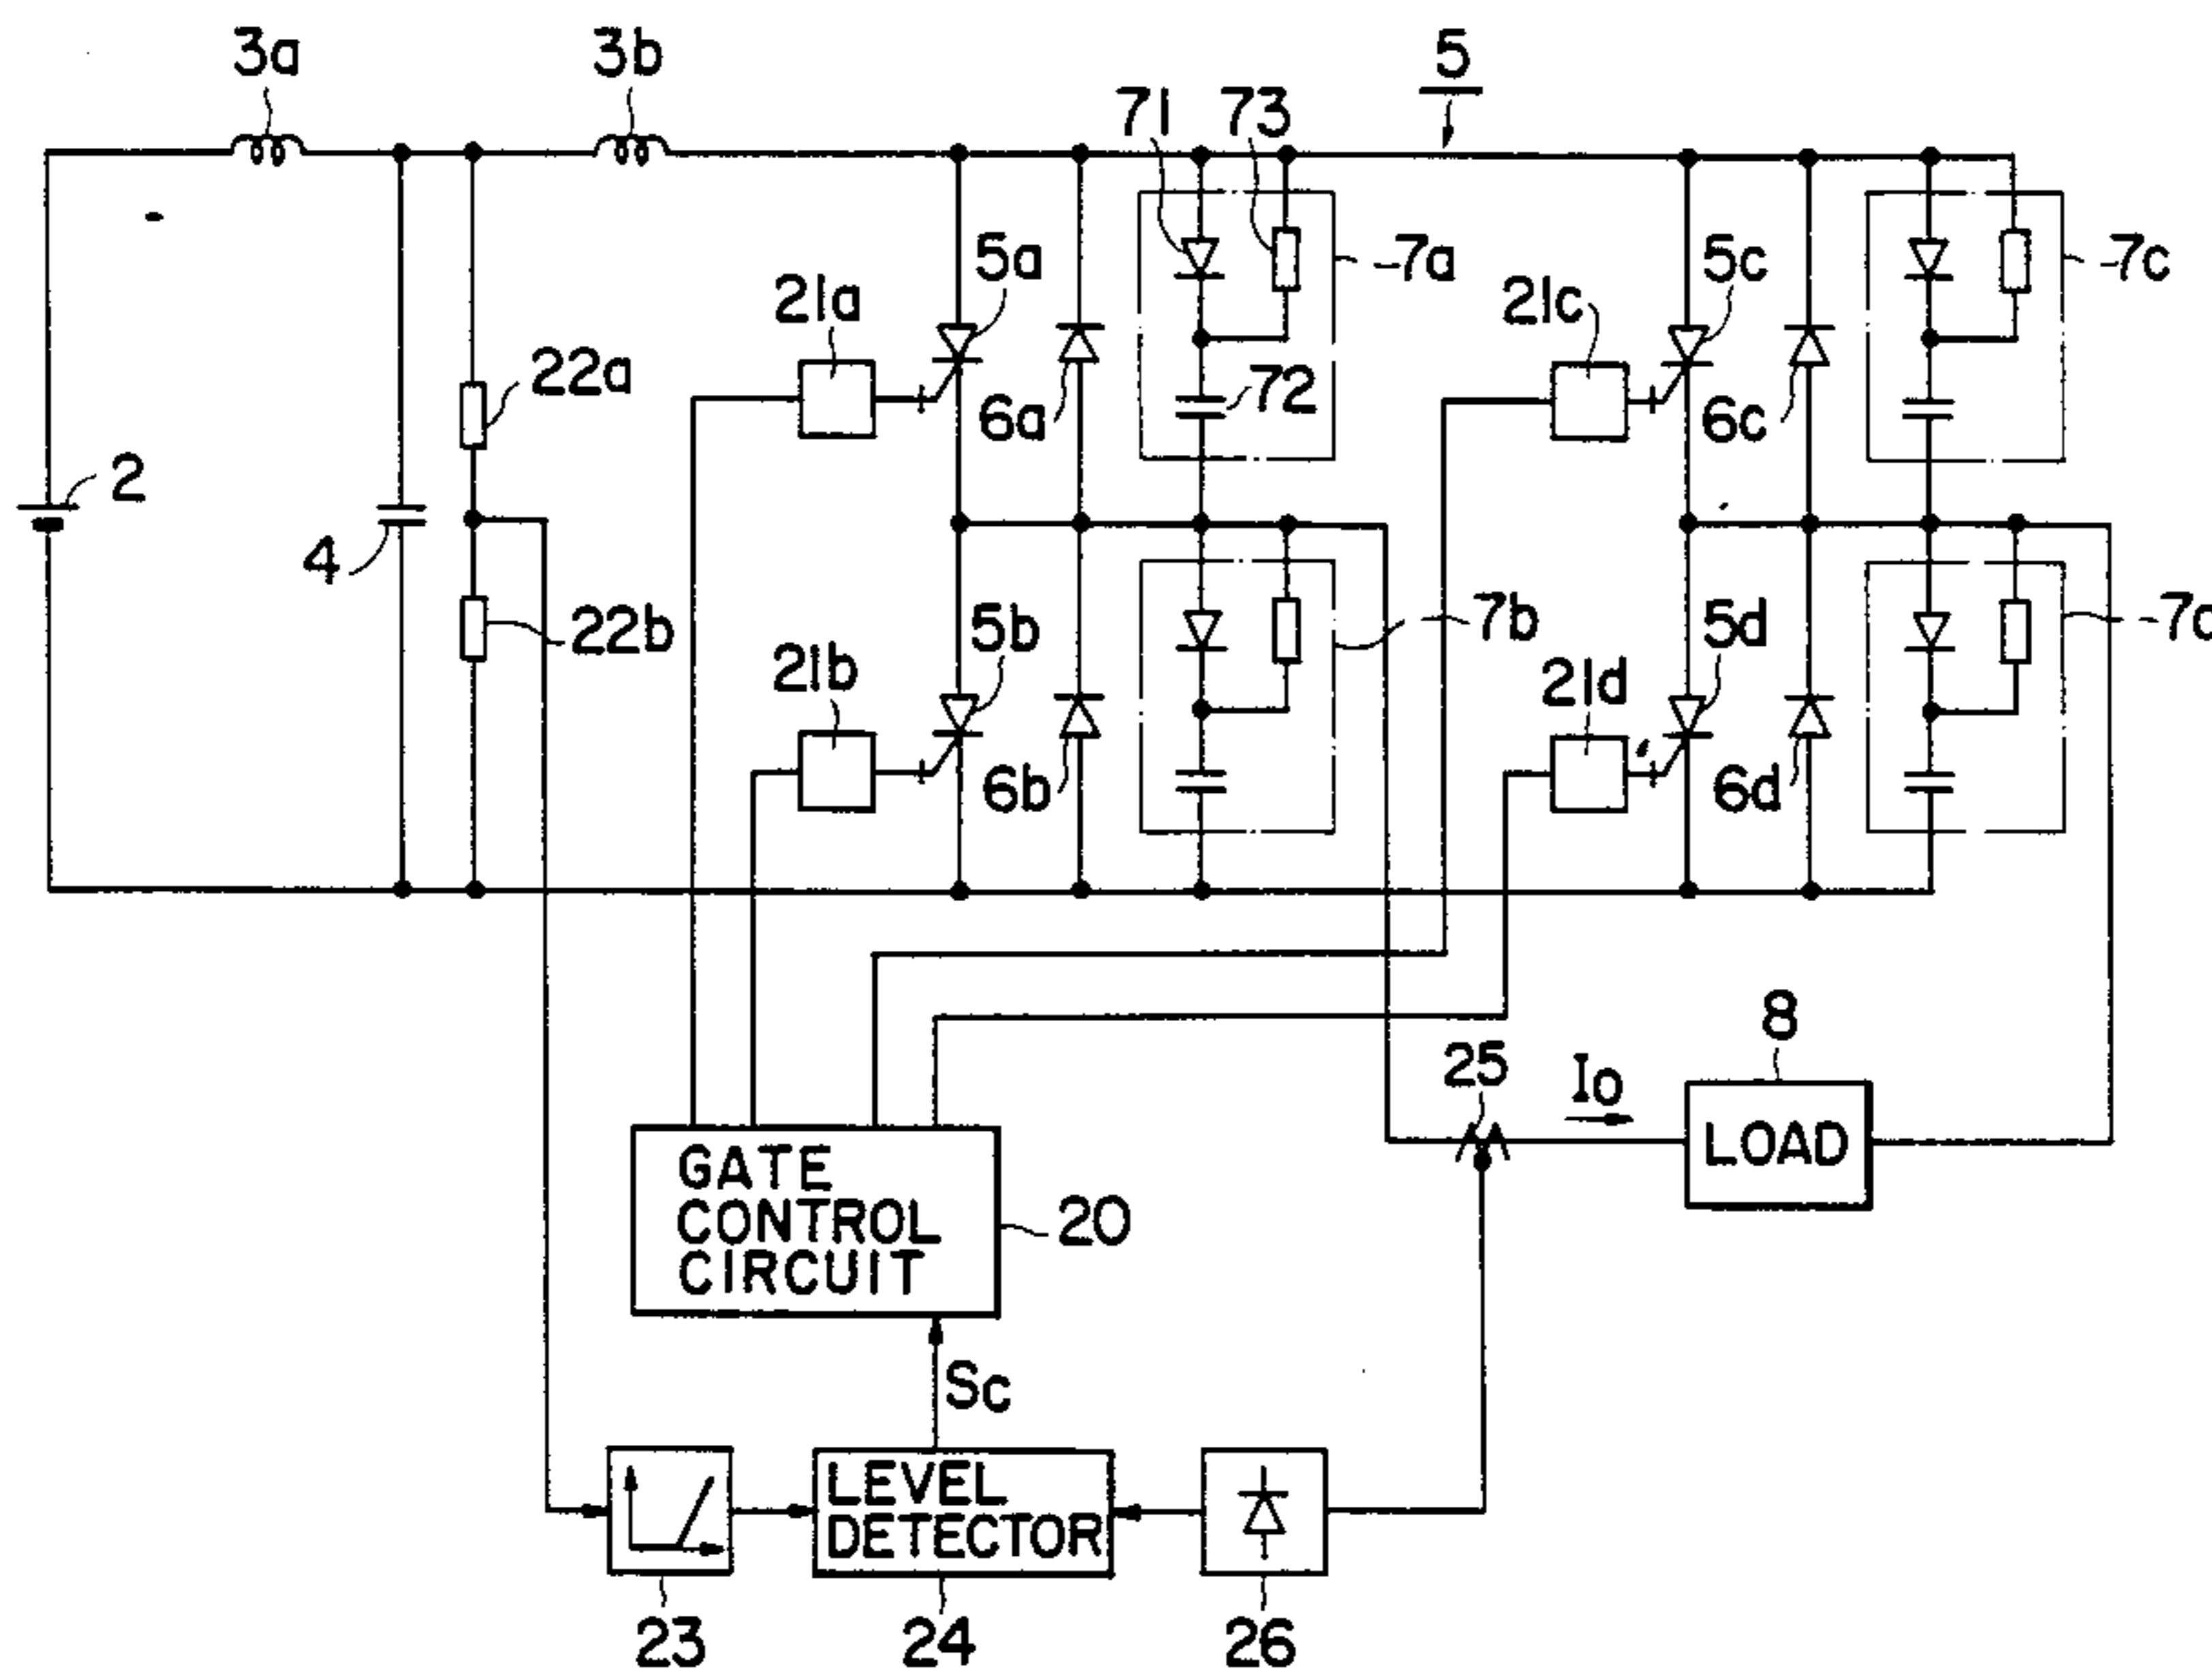 3a
3b
5
71
73
5a
7a
5c
7c
21a
21c
22a
6a
72
6c
2
4
22b
5b
7b
5d
21b
21d
6b
6d
8
25
Io
LOAD
GATE
CONTROL
CIRCUIT
20
Sc
LEVEL
DETECTOR
23
24
26